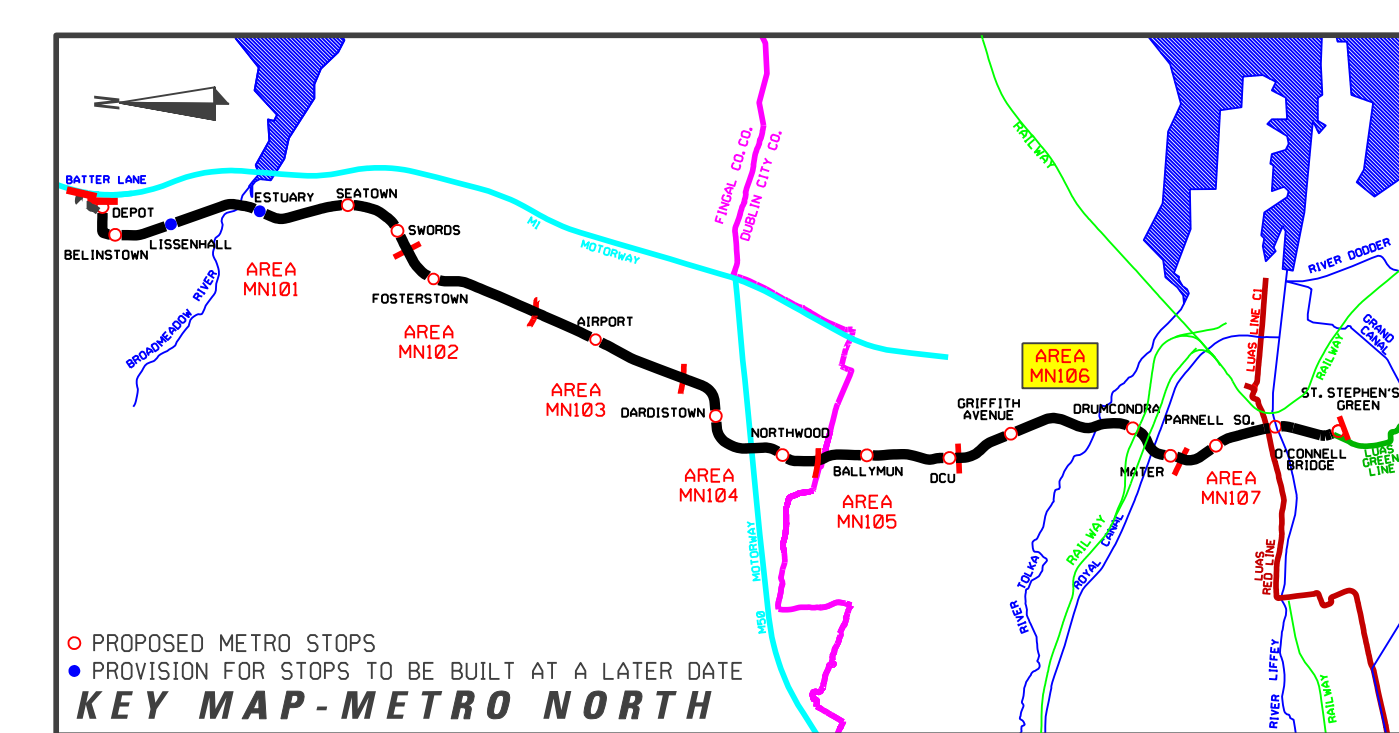 N
BATTER LANE
DEPOT
BELINSTOWN
LISSENHALL
ESTUARY
SEATOWN
SWORDS
FOSTERSTOWN
AREA
MN101
BROADMEADOW RIVER
AREA
MN102
AIRPORT
AREA
MN103
M1
MOTORWAY
FINGAL CO.CO.
DUBLIN CITY CO.
DARDISTOWN
NORTHWOOD
AREA
MN104
MOTORWAY
M50
BALLYMUN
AREA
MN105
DCU
GRIFFITH
AVENUE
AREA
MN106
DRUMCONDRA
MATER
PARNELL SQ.
AREA
MN107
O'CONNELL
BRIDGE
ST. STEPHEN'S
GREEN
LUAS
GREEN
LINE
RAILWAY
RIVER DODDER
GRAND
CANAL
RAILWAY
LUAS LINE C1
LUAS
RED LINE
RIVER TOLKA
RAILWAY
ROYAL CANAL
RIVER LIFFEY
RAILWAY
PROPOSED METRO STOPS
PROVISION FOR STOPS TO BE BUILT AT A LATER DATE
KEY MAP-METRO NORTH